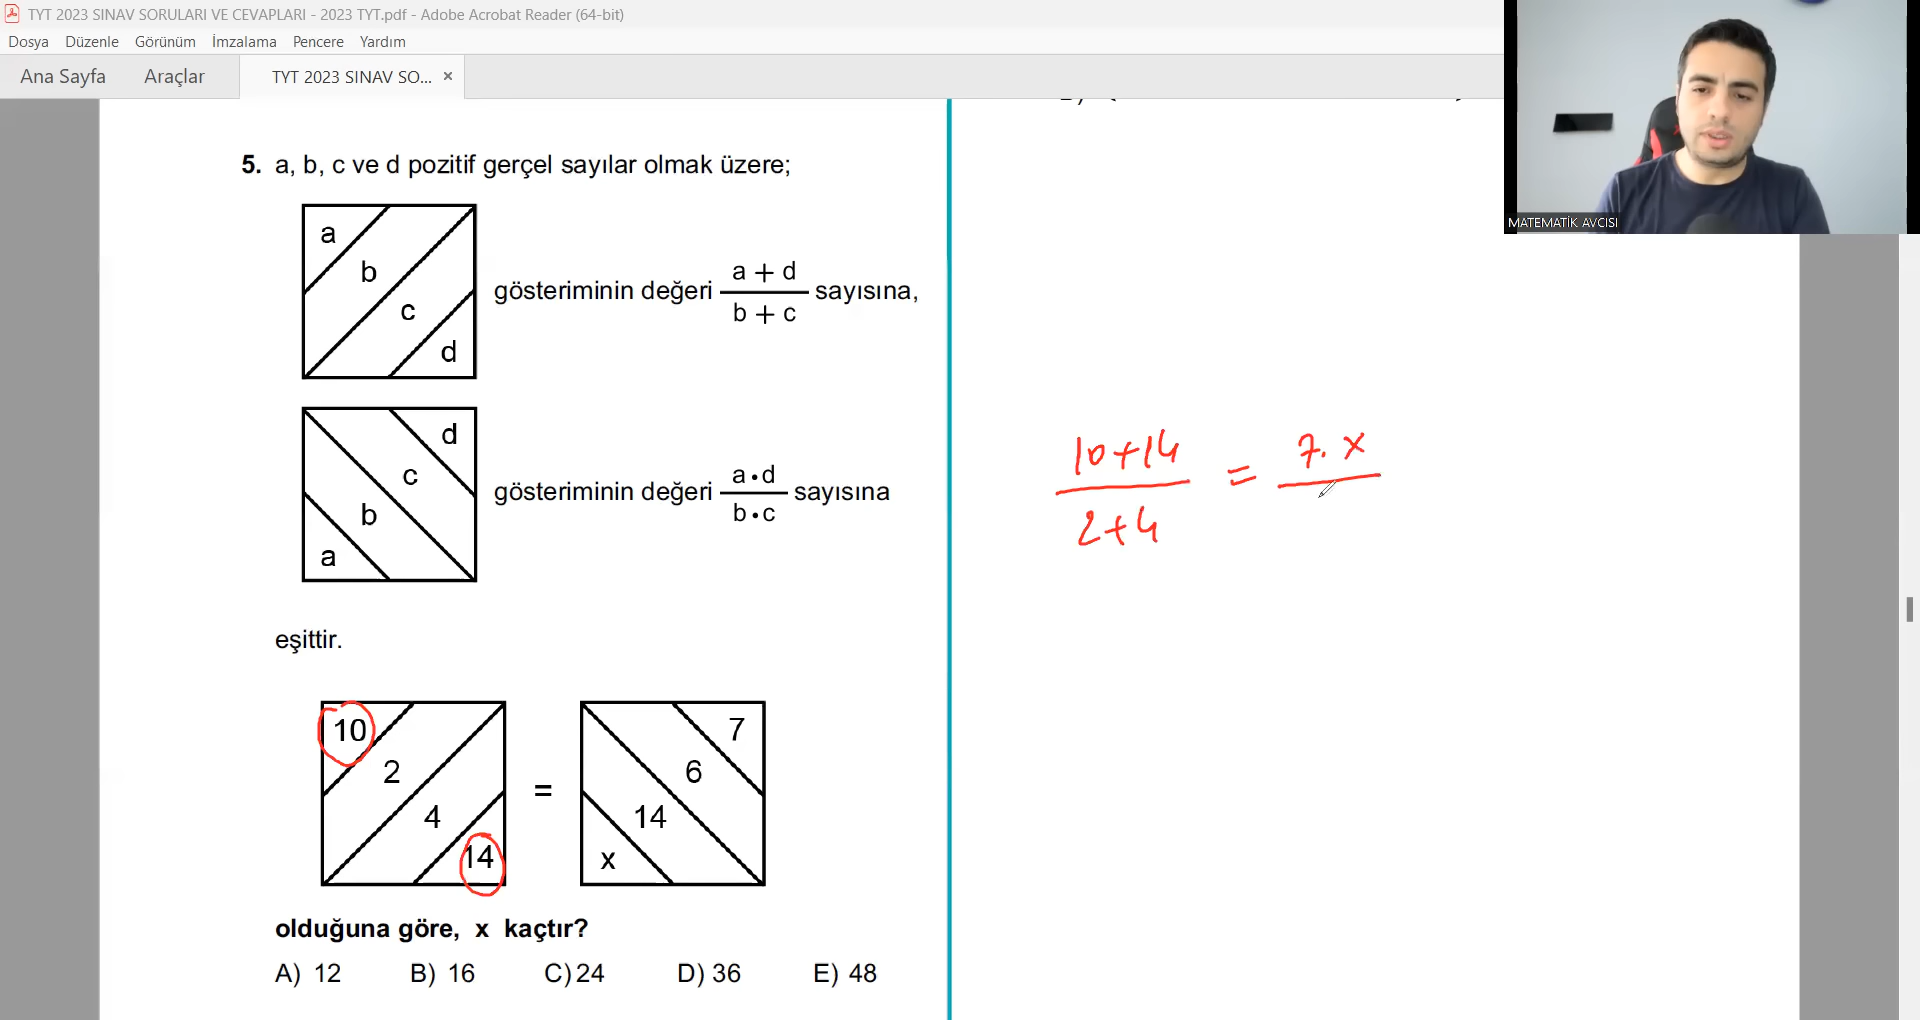 TYT 2023 SINAV SORULARI VE CEVAPLARI - 2023 TYT.pdf - Adobe Acrobat Reader (64-bit)
Dosya Düzenle Görünüm İmzalama Pencere Yardım
Ana Sayfa Araçlar TYT 2023 SINAV SO... ×
MATEMATİK AVCISI
5. a, b, c ve d pozitif gerçel sayılar olmak üzere;
a
b
c
d
gösteriminin değeri a + d / b + c sayısına,
d
c
b
a
gösteriminin değeri a • d / b • c sayısına
eşittir.
10
2
4
14
=
7
6
14
x
olduğuna göre, x kaçtır?
A) 12 B) 16 C) 24 D) 36 E) 48
10+14 = 7. x
2+4